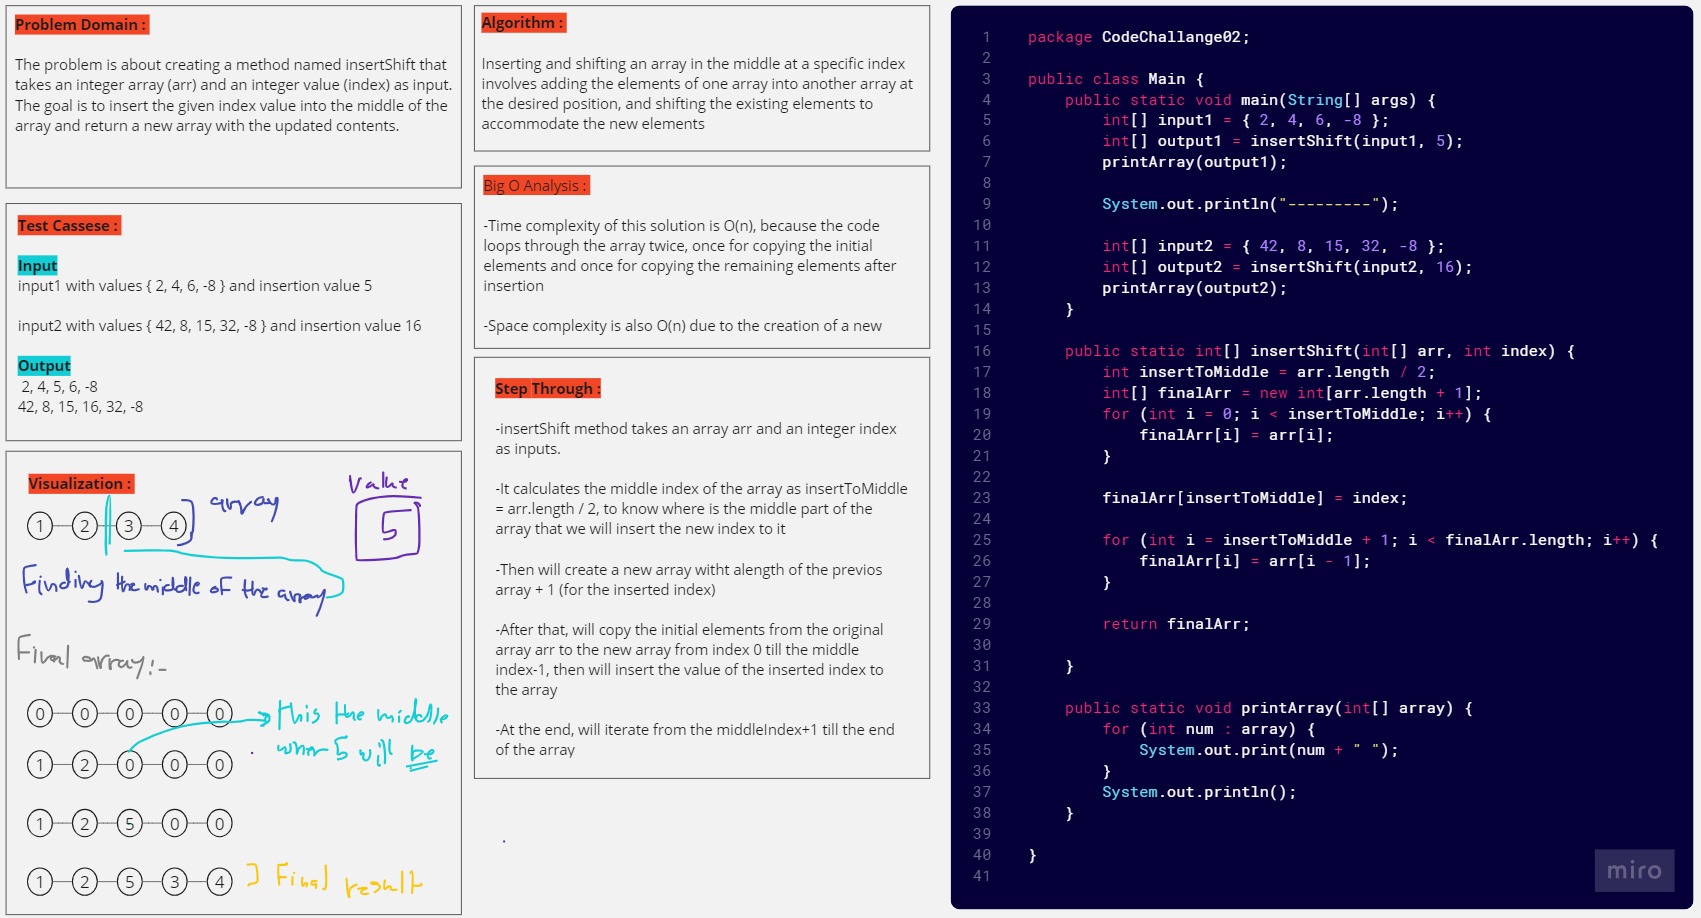 Problem Domain :
The problem is about creating a method named insertShift that
takes an integer array (arr) and an integer value (index) as input.
The goal is to insert the given index value into the middle of the
array and return a new array with the updated contents.
Test Cassese :
Input
input1 with values { 2, 4, 6, -8 } and insertion value 5
input2 with values { 42, 8, 15, 32, -8 } and insertion value 16
Output
2, 4, 5, 6, -8
42, 8, 15, 16, 32, -8
Visualization :
1 2 3 4
array
Value
5
Finding the middle of the array
Final array:-
0 0 0 0 0
this the middle
1 2 0 0 0
wher 5 will be
1 2 5 0 0
1 2 5 3 4
Final result
Algorithm :
Inserting and shifting an array in the middle at a specific index
involves adding the elements of one array into another array at
the desired position, and shifting the existing elements to
accommodate the new elements
Big O Analysis :
-Time complexity of this solution is O(n), because the code
loops through the array twice, once for copying the initial
elements and once for copying the remaining elements after
insertion
-Space complexity is also O(n) due to the creation of a new
Step Through :
-insertShift method takes an array arr and an integer index
as inputs.
-It calculates the middle index of the array as insertToMiddle
= arr.length / 2, to know where is the middle part of the
array that we will insert the new index to it
-Then will create a new array witht alength of the previos
array + 1 (for the inserted index)
-After that, will copy the initial elements from the original
array arr to the new array from index 0 till the middle
index-1, then will insert the value of the inserted index to
the array
-At the end, will iterate from the middleIndex+1 till the end
of the array
1 package CodeChallange02;
2
3 public class Main {
4 public static void main(String[] args) {
5 int[] input1 = { 2, 4, 6, -8 };
6 int[] output1 = insertShift(input1, 5);
7 printArray(output1);
8
9 System.out.println("---------");
10
11 int[] input2 = { 42, 8, 15, 32, -8 };
12 int[] output2 = insertShift(input2, 16);
13 printArray(output2);
14 }
15
16 public static int[] insertShift(int[] arr, int index) {
17 int insertToMiddle = arr.length / 2;
18 int[] finalArr = new int[arr.length + 1];
19 for (int i = 0; i < insertToMiddle; i++) {
20 finalArr[i] = arr[i];
21 }
22
23 finalArr[insertToMiddle] = index;
24
25 for (int i = insertToMiddle + 1; i < finalArr.length; i++) {
26 finalArr[i] = arr[i - 1];
27 }
28
29 return finalArr;
30
31 }
32
33 public static void printArray(int[] array) {
34 for (int num : array) {
35 System.out.print(num + " ");
36 }
37 System.out.println();
38 }
39
40 }
41
miro